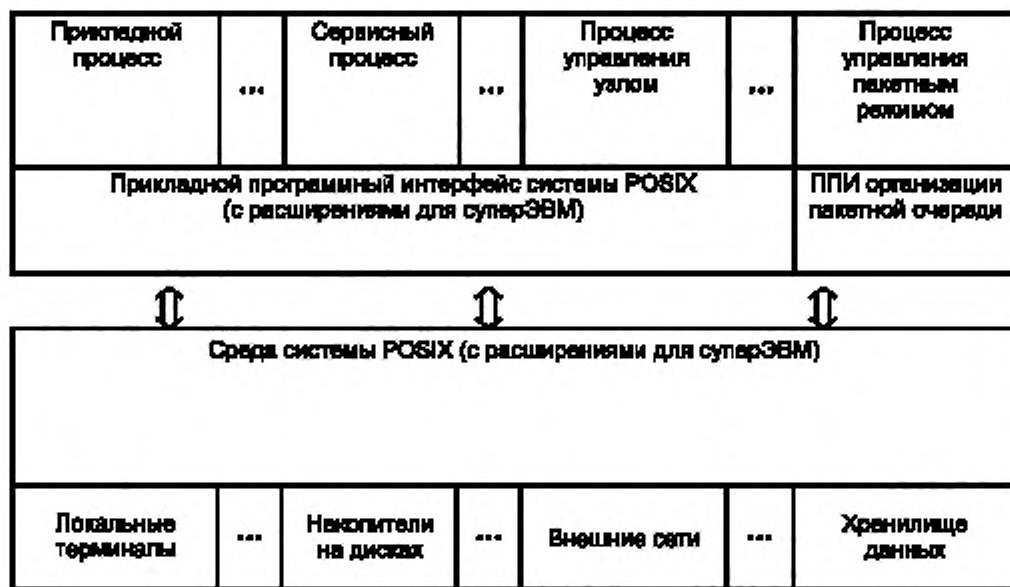 Прикладной
процесс
...
Сервисный
процесс
...
Процесс
управления
узлом
...
Процесс
управления
пакетным
режимом
Прикладной программный интерфейс системы POSIX
(с расширениями для суперЭВМ)
ППИ организации
пакетной очереди
Среда системы POSIX (с расширениями для суперЭВМ)
Локальные
терминалы
...
Накопители
на дисках
...
Внешние сети
...
Хранилище
данных